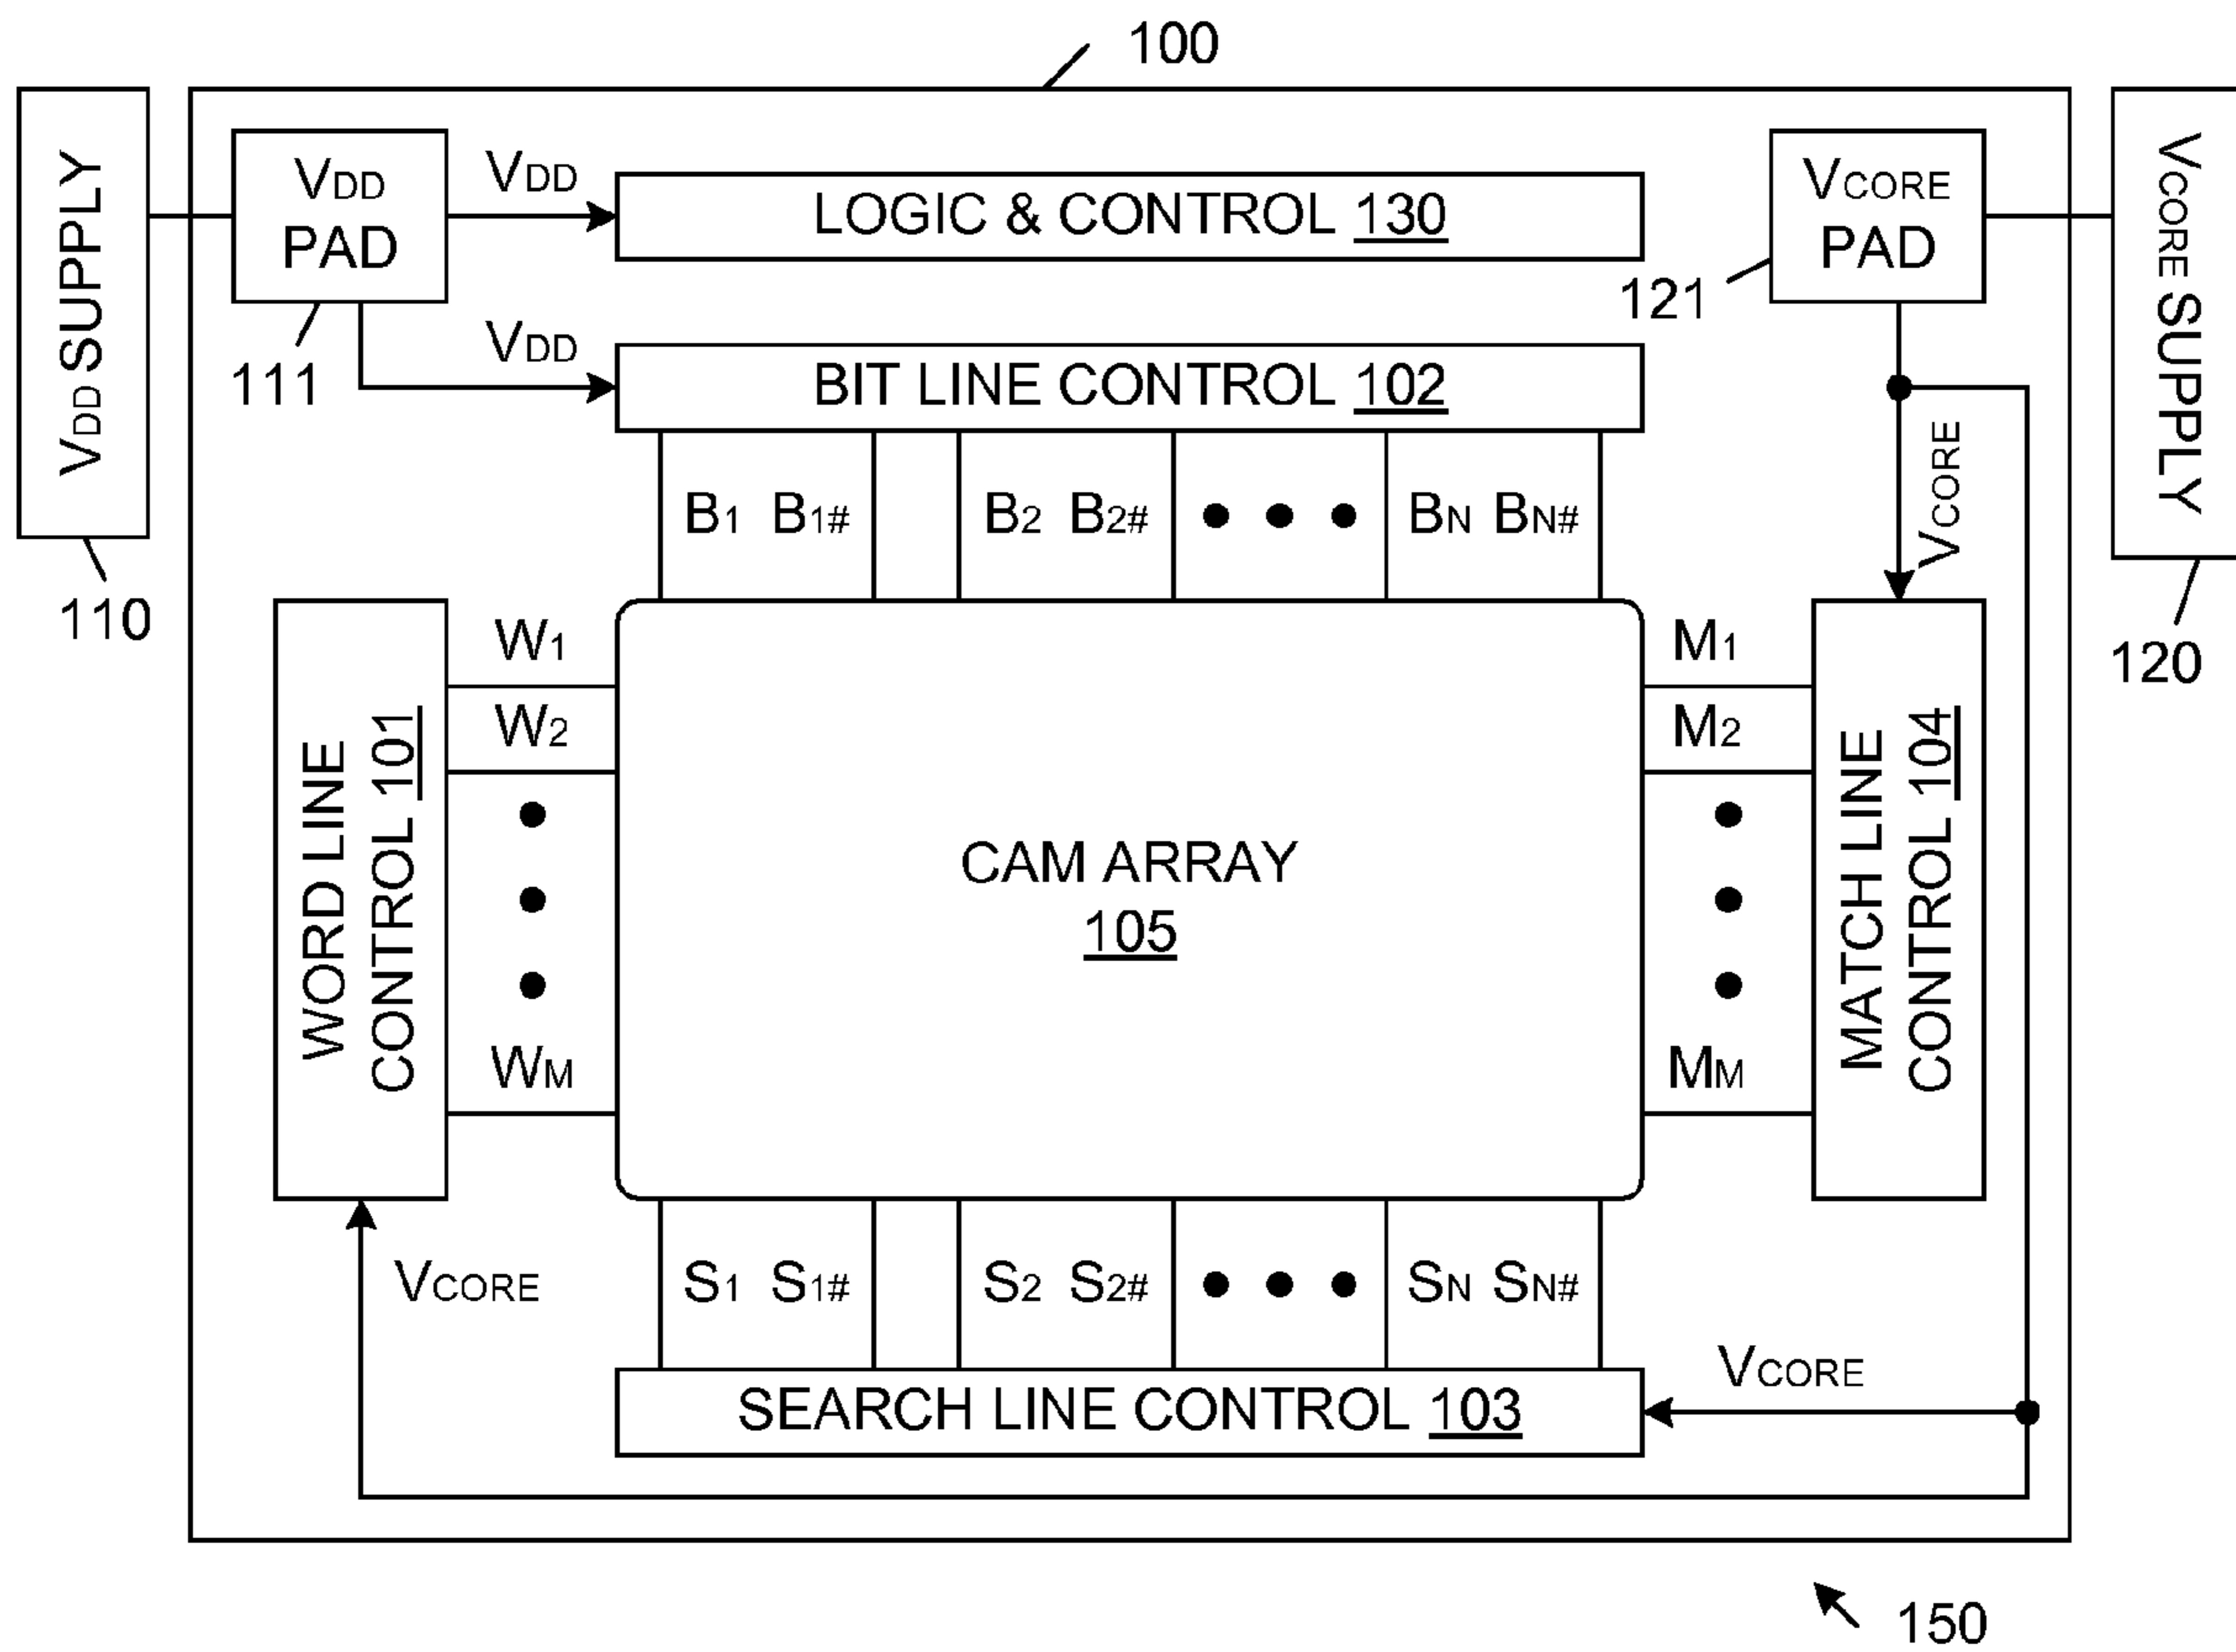 100
VDD SUPPLY
110
VDD
PAD
111
VDD
LOGIC & CONTROL 130
VCORE
PAD
121
VCORE SUPPLY
120
VDD
BIT LINE CONTROL 102
B1 B1# B2 B2# BN BN#
VCORE
WORD LINE
CONTROL 101
W1
W2
WM
CAM ARRAY
105
M1
M2
MM
MATCH LINE
CONTROL 104
VCORE
S1 S1# S2 S2# SN SN#
SEARCH LINE CONTROL 103
VCORE
150